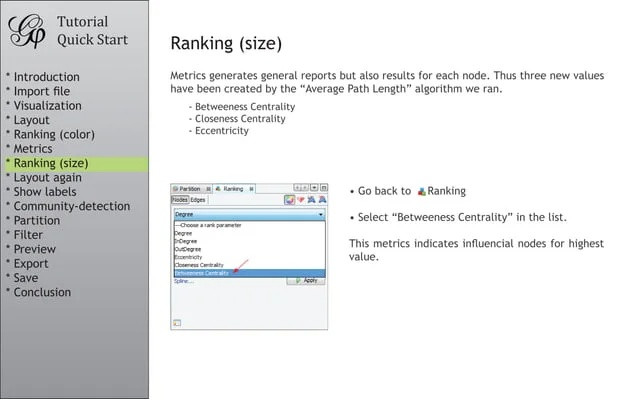 Tutorial
Quick Start
* Introduction
* Import file
* Visualization
* Layout
* Ranking (color)
* Metrics
* Ranking (size)
* Layout again
* Show labels
* Community-detection
* Partition
* Filter
* Preview
* Export
* Save
* Conclusion
Ranking (size)
Metrics generates general reports but also results for each node. Thus three new values
have been created by the “Average Path Length” algorithm we ran.
- Betweeness Centrality
- Closeness Centrality
- Eccentricity
Partition Ranking
Nodes Edges
Degree
---Choose a rank parameter
Degree
InDegree
OutDegree
Eccentricity
Closeness Centrality
Betweeness Centrality
Spline...
Apply
• Go back to Ranking
• Select “Betweeness Centrality” in the list.
This metrics indicates influencial nodes for highest
value.